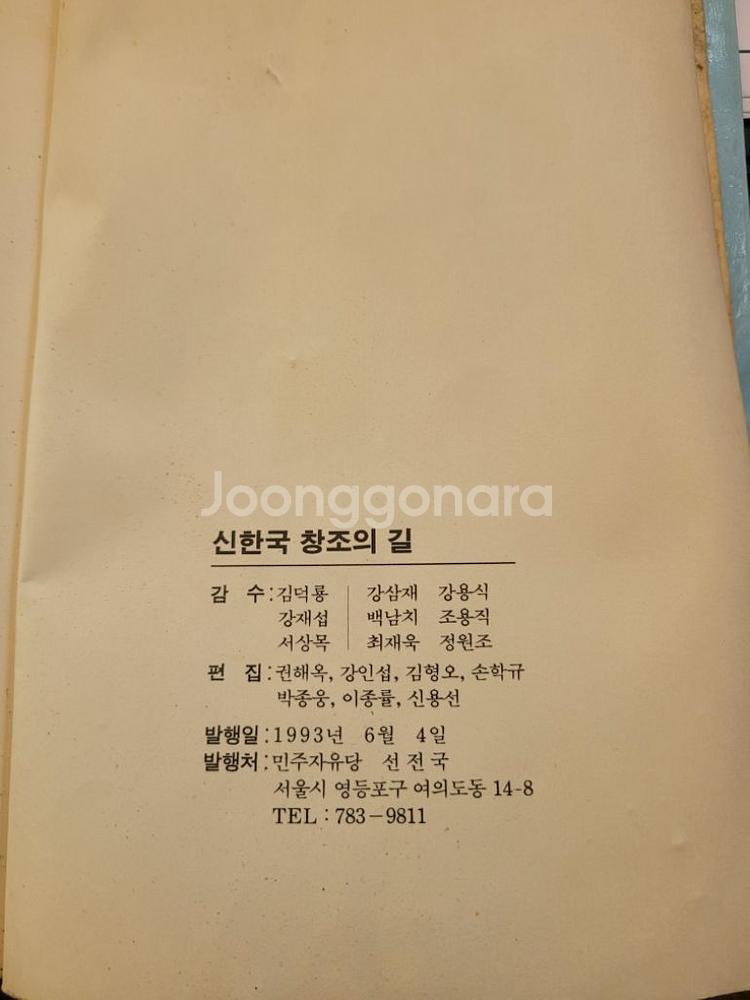 Joonggonara
신한국 창조의 길
감 수:김덕룡 강삼재 강용식
강재섭 백남치 조용직
서상목 최재욱 정원조
편 집:권해옥, 강인섭, 김형오, 손학규
박종웅, 이종률, 신용선
발행일:1993년 6월 4일
발행처:민주자유당 선전국
서울시 영등포구 여의도동 14-8
TEL:783-9811